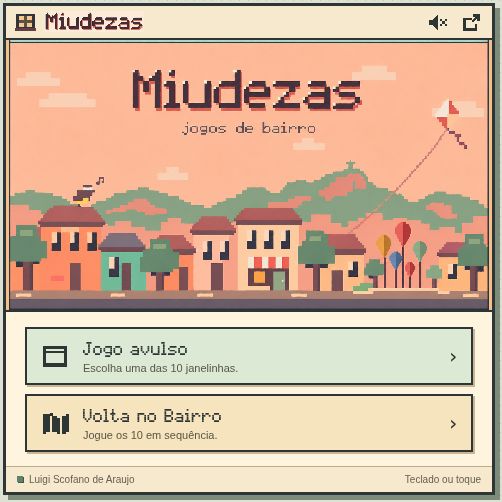 Miudezas
Miudezas
jogos de bairro
Jogo avulso
Escolha uma das 10 janelinhas.
Volta no Bairro
Jogue os 10 em sequência.
Luigi Scofano de Araujo
Teclado ou toque